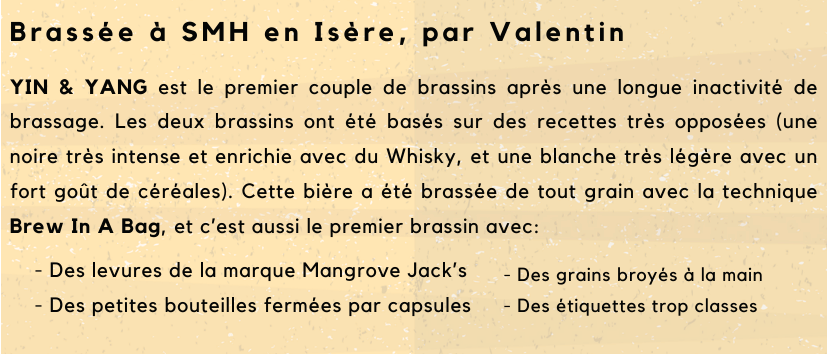 Brassée à SMH en Isère, par Valentin
YIN & YANG est le premier couple de brassins après une longue inactivité de
brassage. Les deux brassins ont été basés sur des recettes très opposées (une
noire très intense et enrichie avec du Whisky, et une blanche très légère avec un
fort goût de céréales). Cette bière a été brassée de tout grain avec la technique
Brew In A Bag, et c’est aussi le premier brassin avec:
- Des levures de la marque Mangrove Jack’s
- Des petites bouteilles fermées par capsules
- Des grains broyés à la main
- Des étiquettes trop classes